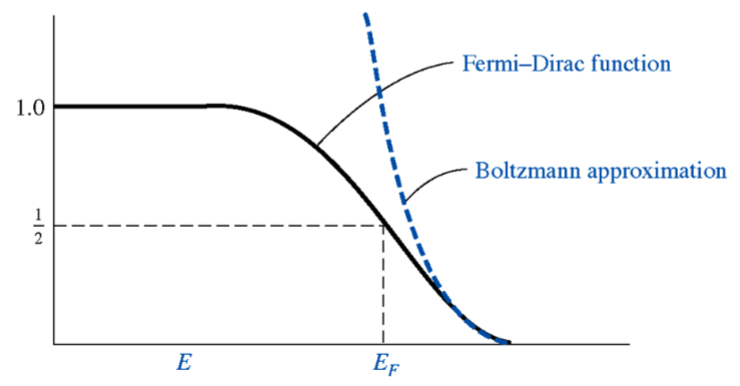 Fermi–Dirac function
1.0
Boltzmann approximation
1/2
E
E_F